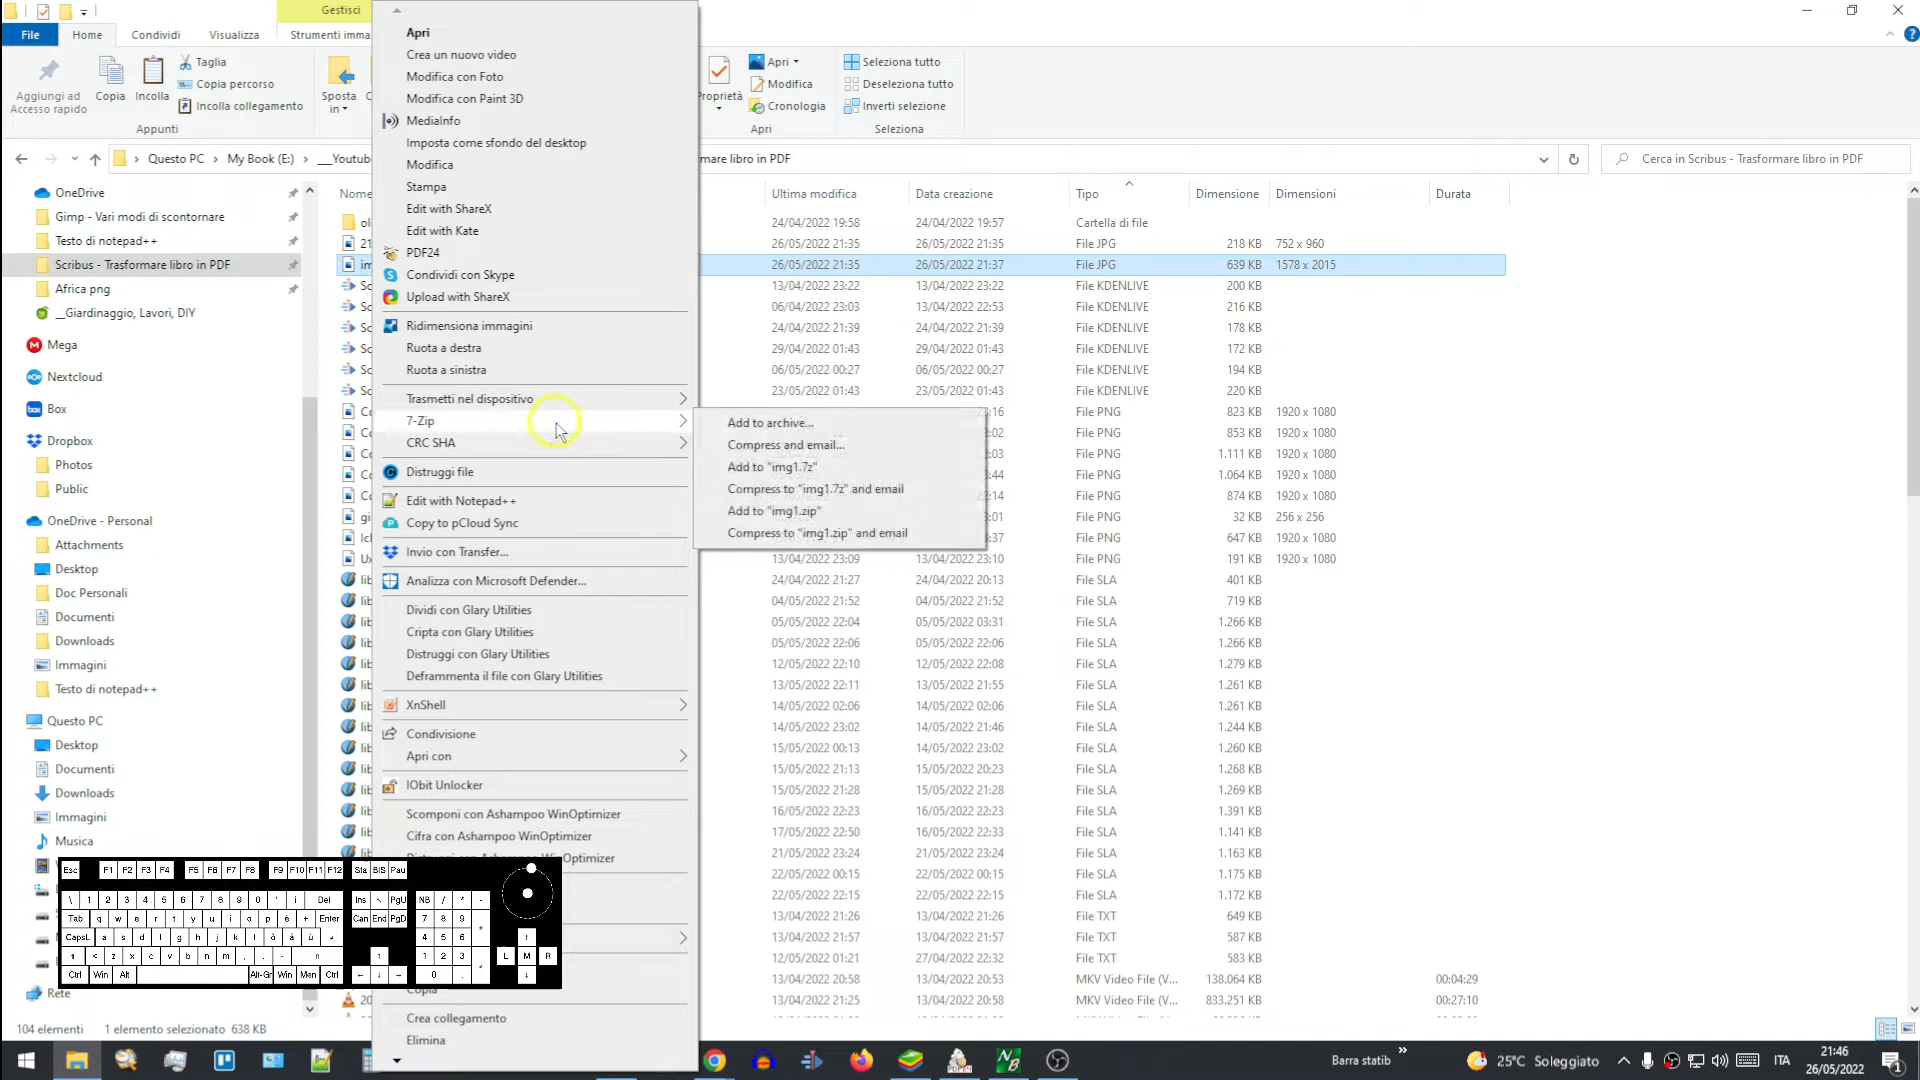 Gestisci
File
Home
Condividi
Visualizza
Strumenti imma
Aggiungi ad
Accesso rapido
Copia
Incolla
Taglia
Copia percorso
Incolla collegamento
Appunti
Sposta
in
Proprietà
Apri
Modifica
Cronologia
Apri
Seleziona tutto
Deseleziona tutto
Inverti selezione
Seleziona
Questo PC
My Book (E:)
Cerca in Scribus - Trasformare libro in PDF
OneDrive
Gimp - Vari modi di scontornare
Testo di notepad++
Scribus - Trasformare libro in PDF
Africa png
__Giardinaggio, Lavori, DIY
Mega
Nextcloud
Box
Dropbox
Photos
Public
OneDrive - Personal
Attachments
Desktop
Doc Personali
Documenti
Downloads
Immagini
Testo di notepad++
Questo PC
Desktop
Documenti
Downloads
Immagini
Musica
Rete
104 elementi
1 elemento selezionato 638 KB
Apri
Crea un nuovo video
Modifica con Foto
Modifica con Paint 3D
MediaInfo
Imposta come sfondo del desktop
Modifica
Stampa
Edit with ShareX
Edit with Kate
PDF24
Condividi con Skype
Upload with ShareX
Ridimensiona immagini
Ruota a destra
Ruota a sinistra
Trasmetti nel dispositivo
7-Zip
CRC SHA
Distruggi file
Edit with Notepad++
Copy to pCloud Sync
Invio con Transfer...
Analizza con Microsoft Defender...
Dividi con Glary Utilities
Cripta con Glary Utilities
Distruggi con Glary Utilities
Deframmenta il file con Glary Utilities
XnShell
Condivisione
Apri con
IObit Unlocker
Scomponi con Ashampoo WinOptimizer
Cifra con Ashampoo WinOptimizer
Copia
Crea collegamento
Elimina
Add to archive...
Compress and email...
Add to "img1.7z"
Compress to "img1.7z" and email
Add to "img1.zip"
Compress to "img1.zip" and email
Nome
Ultima modifica
Data creazione
Tipo
Dimensione
Dimensioni
Durata
24/04/2022 19:58 24/04/2022 19:57 Cartella di file
26/05/2022 21:35 26/05/2022 21:35 File JPG 218 KB 752 x 960
26/05/2022 21:35 26/05/2022 21:37 File JPG 639 KB 1578 x 2015
13/04/2022 23:22 13/04/2022 23:22 File KDENLIVE 200 KB
06/04/2022 23:03 13/04/2022 22:53 File KDENLIVE 216 KB
24/04/2022 21:39 24/04/2022 21:39 File KDENLIVE 178 KB
29/04/2022 01:43 29/04/2022 01:43 File KDENLIVE 172 KB
06/05/2022 00:27 06/05/2022 00:27 File KDENLIVE 194 KB
23/05/2022 01:43 23/05/2022 01:43 File KDENLIVE 220 KB
File PNG 823 KB 1920 x 1080
File PNG 853 KB 1920 x 1080
File PNG 1.111 KB 1920 x 1080
File PNG 1.064 KB 1920 x 1080
File PNG 874 KB 1920 x 1080
File PNG 32 KB 256 x 256
File PNG 647 KB 1920 x 1080
13/04/2022 23:09 13/04/2022 23:10 File PNG 191 KB 1920 x 1080
24/04/2022 21:27 24/04/2022 20:13 File SLA 401 KB
04/05/2022 21:52 04/05/2022 21:52 File SLA 719 KB
05/05/2022 22:04 05/05/2022 03:31 File SLA 1.266 KB
05/05/2022 22:06 05/05/2022 22:06 File SLA 1.266 KB
12/05/2022 22:10 12/05/2022 22:08 File SLA 1.279 KB
13/05/2022 22:11 13/05/2022 21:55 File SLA 1.261 KB
14/05/2022 02:06 14/05/2022 02:06 File SLA 1.261 KB
14/05/2022 23:02 14/05/2022 21:46 File SLA 1.244 KB
15/05/2022 00:13 14/05/2022 23:02 File SLA 1.260 KB
15/05/2022 21:13 15/05/2022 20:23 File SLA 1.268 KB
15/05/2022 21:28 15/05/2022 21:28 File SLA 1.269 KB
16/05/2022 22:23 15/05/2022 21:13 File SLA 1.391 KB
17/05/2022 22:50 16/05/2022 22:33 File SLA 1.141 KB
21/05/2022 23:24 21/05/2022 23:24 File SLA 1.163 KB
22/05/2022 00:15 22/05/2022 00:15 File SLA 1.175 KB
22/05/2022 22:15 22/05/2022 22:15 File SLA 1.172 KB
13/04/2022 21:26 13/04/2022 21:26 File TXT 649 KB
13/04/2022 21:57 13/04/2022 21:57 File TXT 587 KB
12/05/2022 01:21 27/04/2022 22:32 File TXT 583 KB
13/04/2022 20:58 13/04/2022 20:53 MKV Video File (V... 138.064 KB 00:04:29
13/04/2022 21:25 13/04/2022 20:58 MKV Video File (V... 833.251 KB 00:27:10
Esc F1 F2 F3 F4 F5 F6 F7 F8 F9 F10 F11 F12 Sta BlS Pau
\ 1 2 3 4 5 6 7 8 9 0 ' ì Del Ins PgU NB / * -
Tab q w e r t y u i o p è + Enter Can End PgD 7 8 9
CapsL a s d f g h j k l ò à ù 4 5 6
< z x c v b n m , . - 1 2 3 L M R
Ctrl Win Alt Alt-Gr Win Men Ctrl 0 .
Barra statib
25°C Soleggiato
ITA
21:46
26/05/2022